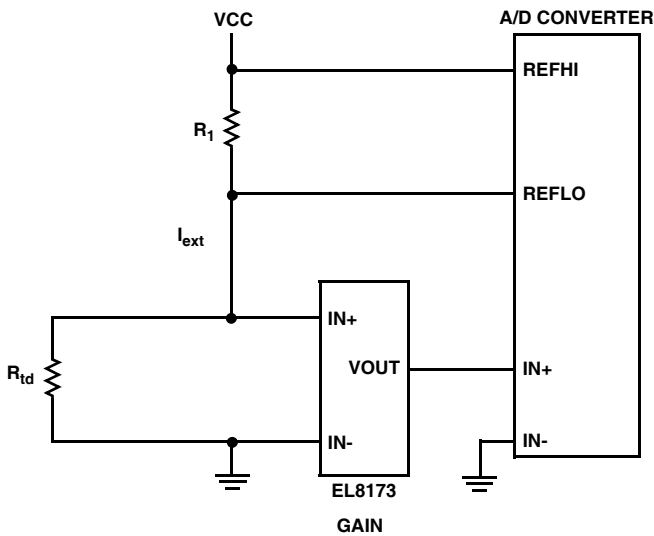 VCC
A/D CONVERTER
REFHI
R1
REFLO
Iext
IN+
Rtd
VOUT
IN+
IN-
IN-
EL8173
GAIN